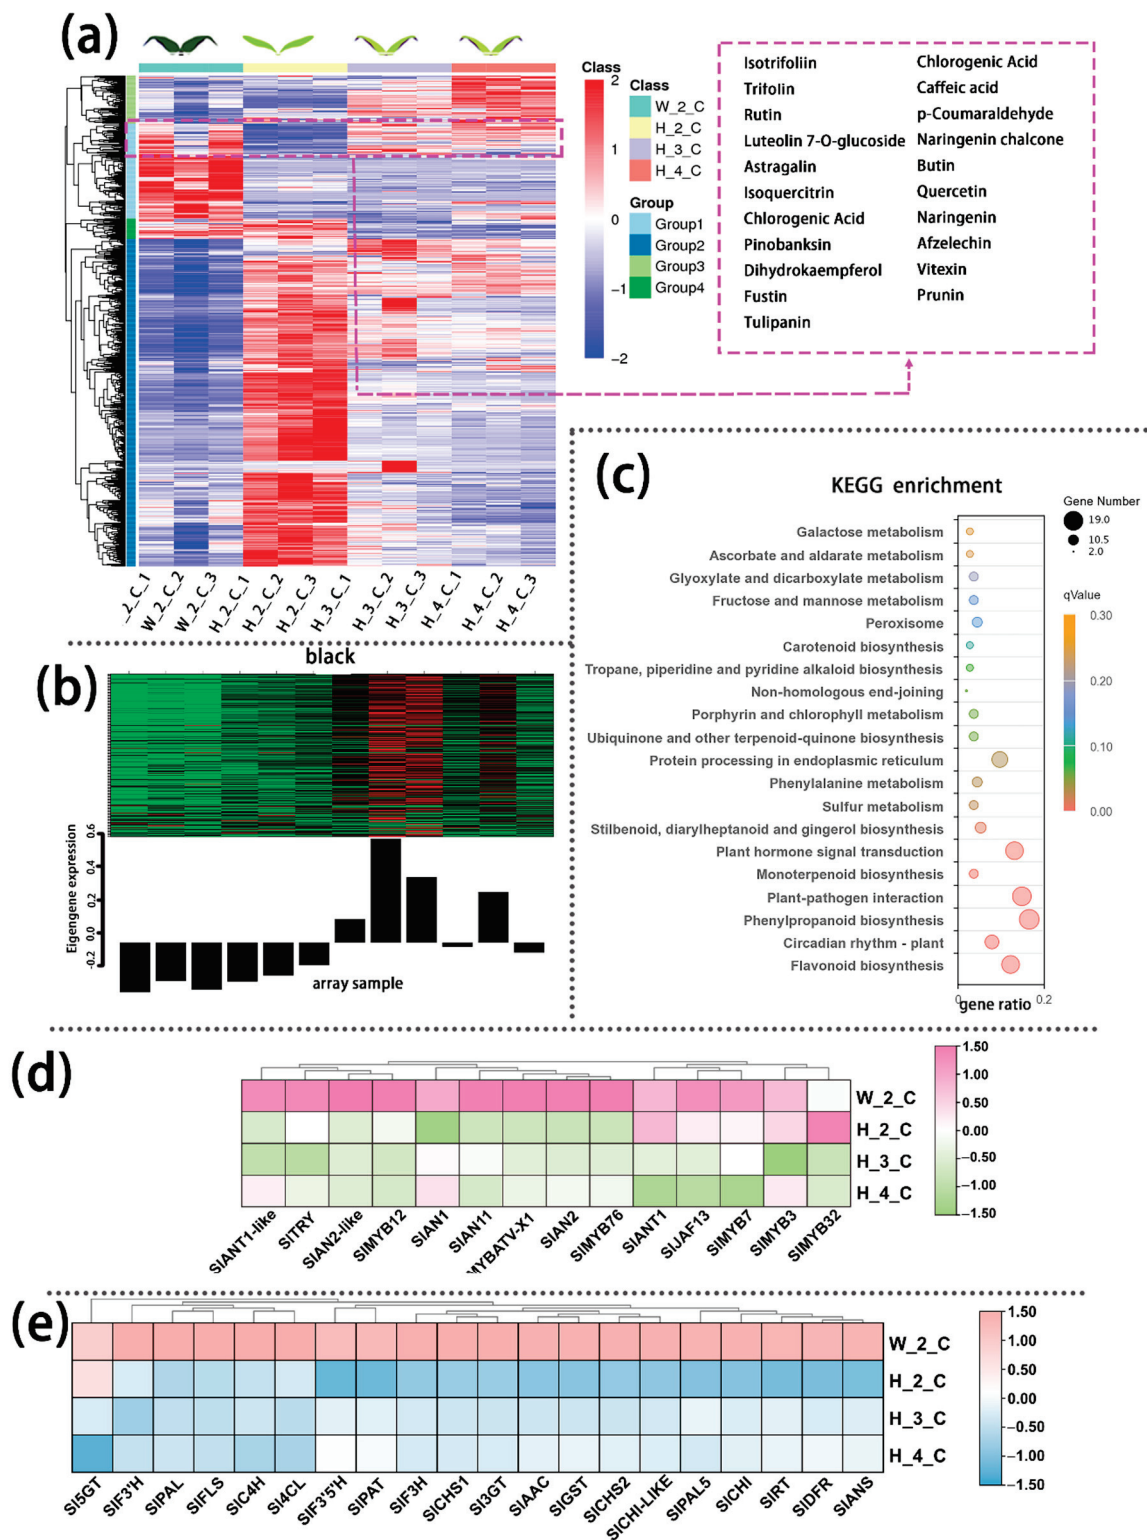 (a)
Class
2
1
0
−1
−2
Class
W_2_C
H_2_C
H_3_C
H_4_C
Group
Group1
Group2
Group3
Group4
Isotrifoliin
Trifolin
Rutin
Luteolin 7-O-glucoside
Astragalin
Isoquercitrin
Chlorogenic Acid
Pinobanksin
Dihydrokaempferol
Fustin
Tulipanin
Chlorogenic Acid
Caffeic acid
p-Coumaraldehyde
Naringenin chalcone
Butin
Quercetin
Naringenin
Afzelechin
Vitexin
Prunin
_2_C_1
W_2_C_2
W_2_C_3
H_2_C_1
H_2_C_2
H_2_C_3
H_3_C_1
H_3_C_2
H_3_C_3
H_4_C_1
H_4_C_2
H_4_C_3
(b)
black
Eigengene expression
0.6
0.4
0.2
0.0
-0.2
array sample
(c)
KEGG enrichment
Galactose metabolism
Ascorbate and aldarate metabolism
Glyoxylate and dicarboxylate metabolism
Fructose and mannose metabolism
Peroxisome
Carotenoid biosynthesis
Tropane, piperidine and pyridine alkaloid biosynthesis
Non-homologous end-joining
Porphyrin and chlorophyll metabolism
Ubiquinone and other terpenoid-quinone biosynthesis
Protein processing in endoplasmic reticulum
Phenylalanine metabolism
Sulfur metabolism
Stilbenoid, diarylheptanoid and gingerol biosynthesis
Plant hormone signal transduction
Monoterpenoid biosynthesis
Plant-pathogen interaction
Phenylpropanoid biosynthesis
Circadian rhythm - plant
Flavonoid biosynthesis
0
0.2
gene ratio
Gene Number
19.0
10.5
2.0
qValue
0.30
0.20
0.10
0.00
(d)
W_2_C
H_2_C
H_3_C
H_4_C
SlANT1-like
SlTRY
SlAN2-like
SlMYB12
SlAN1
SlAN11
MYBATV-X1
SlAN2
SlMYB76
SlANT1
SlJAF13
SlMYB7
SlMYB3
SlMYB32
1.50
1.00
0.50
0.00
−0.50
−1.00
−1.50
(e)
W_2_C
H_2_C
H_3_C
H_4_C
Sl5GT
SlF3'H
SlPAL
SlFLS
SlC4H
Sl4CL
SlF3'5'H
SlPAT
SlF3H
SlCHS1
Sl3GT
SlAAC
SlGST
SlCHS2
SlCHI-LIKE
SlPAL5
SlCHI
SlRT
SlDFR
SlANS
1.50
1.00
0.50
0.00
−0.50
−1.00
−1.50